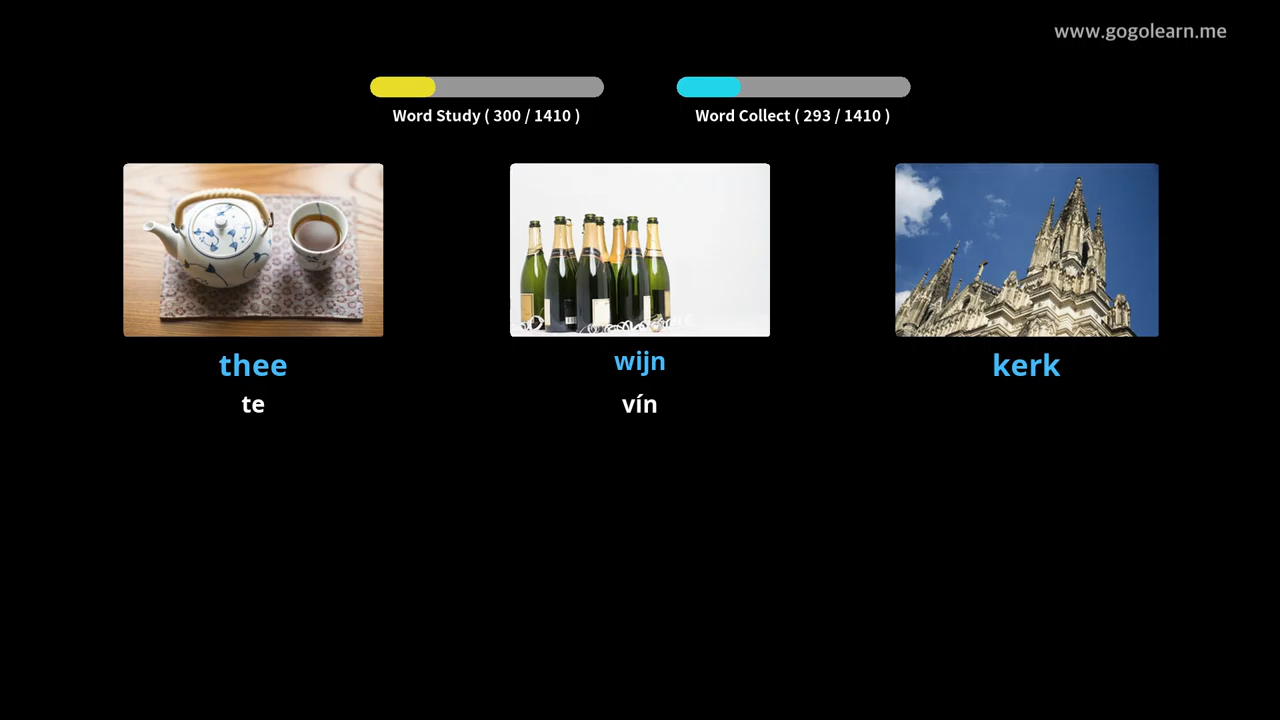 www.gogolearn.me
Word Study ( 300 / 1410 )
Word Collect ( 293 / 1410 )
thee
wijn
kerk
te
vín